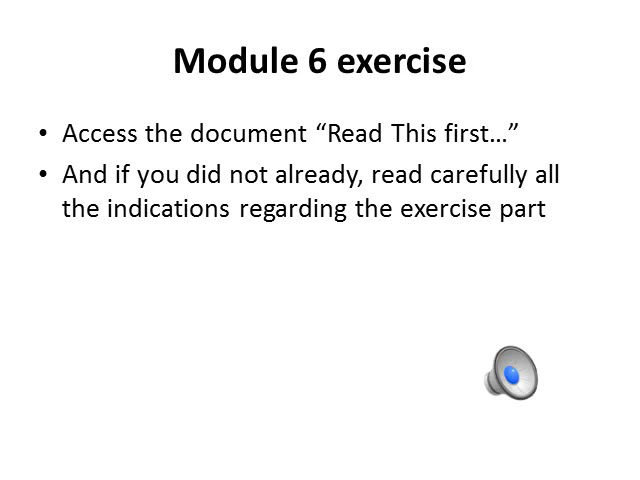 Module 6 exercise
• Access the document “Read This first…”
• And if you did not already, read carefully all
the indications regarding the exercise part